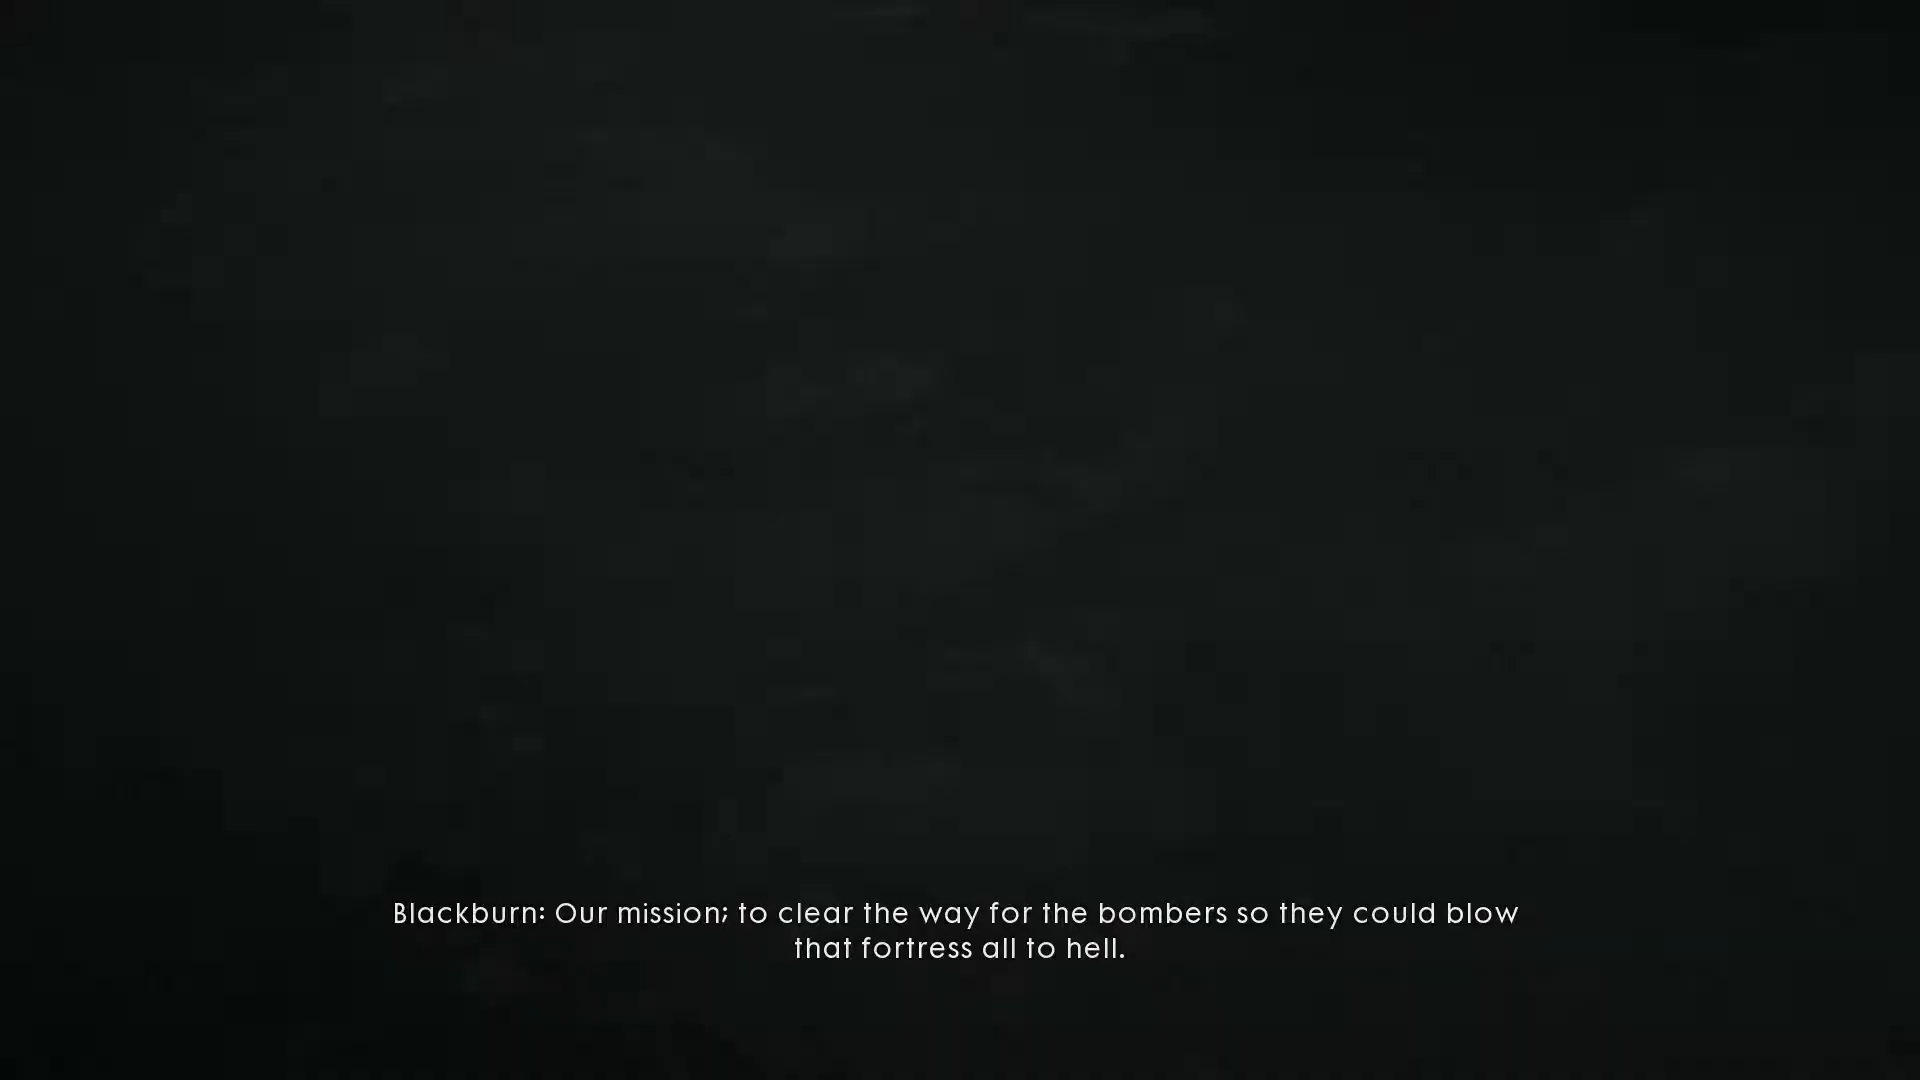 Blackburn: Our mission; to clear the way for the bombers so they could blow
that fortress all to hell.